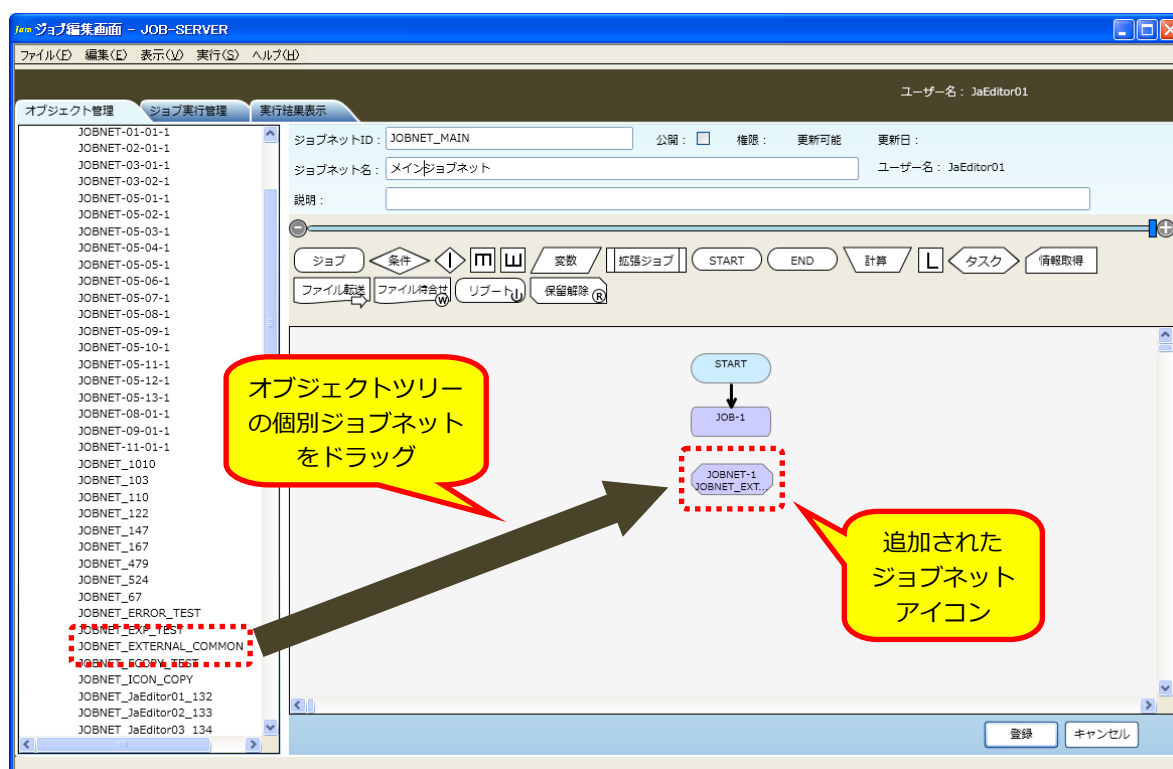 Jam ジョブ編集画面 - JOB-SERVER
ファイル(F) 編集(E) 表示(V) 実行(S) ヘルプ(H)
ユーザー名： JaEditor01
オブジェクト管理 ジョブ実行管理 実行結果表示
JOBNET-01-01-1
JOBNET-02-01-1
JOBNET-03-01-1
JOBNET-03-02-1
JOBNET-05-01-1
JOBNET-05-02-1
JOBNET-05-03-1
JOBNET-05-04-1
JOBNET-05-05-1
JOBNET-05-06-1
JOBNET-05-07-1
JOBNET-05-08-1
JOBNET-05-09-1
JOBNET-05-10-1
JOBNET-05-11-1
JOBNET-05-12-1
JOBNET-05-13-1
JOBNET-08-01-1
JOBNET-09-01-1
JOBNET-11-01-1
JOBNET_1010
JOBNET_103
JOBNET_110
JOBNET_122
JOBNET_147
JOBNET_167
JOBNET_479
JOBNET_524
JOBNET_67
JOBNET_ERROR_TEST
JOBNET_EXP_TEST
JOBNET_EXTERNAL_COMMON
JOBNET_FCOPY_TEST
JOBNET_ICON_COPY
JOBNET_JaEditor01_132
JOBNET_JaEditor02_133
JOBNET_JaEditor03_134
ジョブネットID： JOBNET_MAIN 公開： 権限： 更新可能 更新日：
ジョブネット名： メインジョブネット ユーザー名： JaEditor01
説明：
ジョブ 条件 変数 拡張ジョブ START END 計算 L タスク 情報取得
ファイル転送 ファイル待合せ W リブート 保留解除 R
START
JOB-1
JOBNET-1
JOBNET_EXT...
オブジェクトツリー
の個別ジョブネット
をドラッグ
追加された
ジョブネット
アイコン
登録 キャンセル